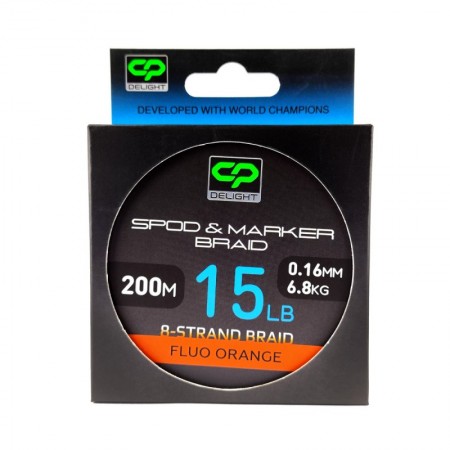 CP
DELIGHT
DEVELOPED WITH WORLD CHAMPIONS
CP
DELIGHT
SPOD & MARKER
BRAID
200M
15LB
0.16MM
6.8KG
8-STRAND BRAID
FLUO ORANGE